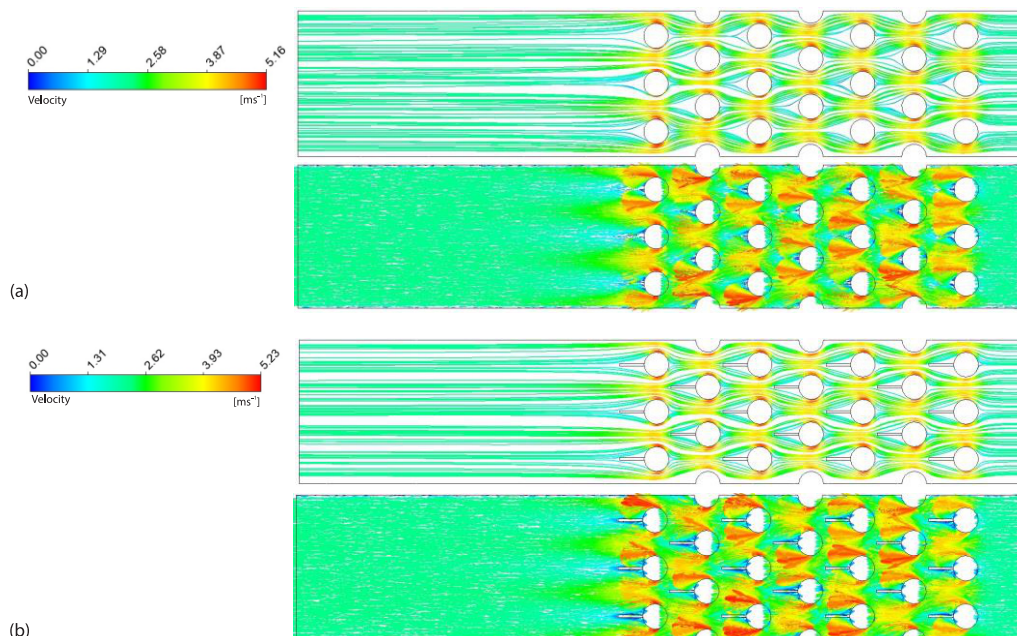 0.00 1.29 2.58 3.87 5.16
Velocity [ms⁻¹]
(a)
0.00 1.31 2.62 3.93 5.23
Velocity [ms⁻¹]
(b)